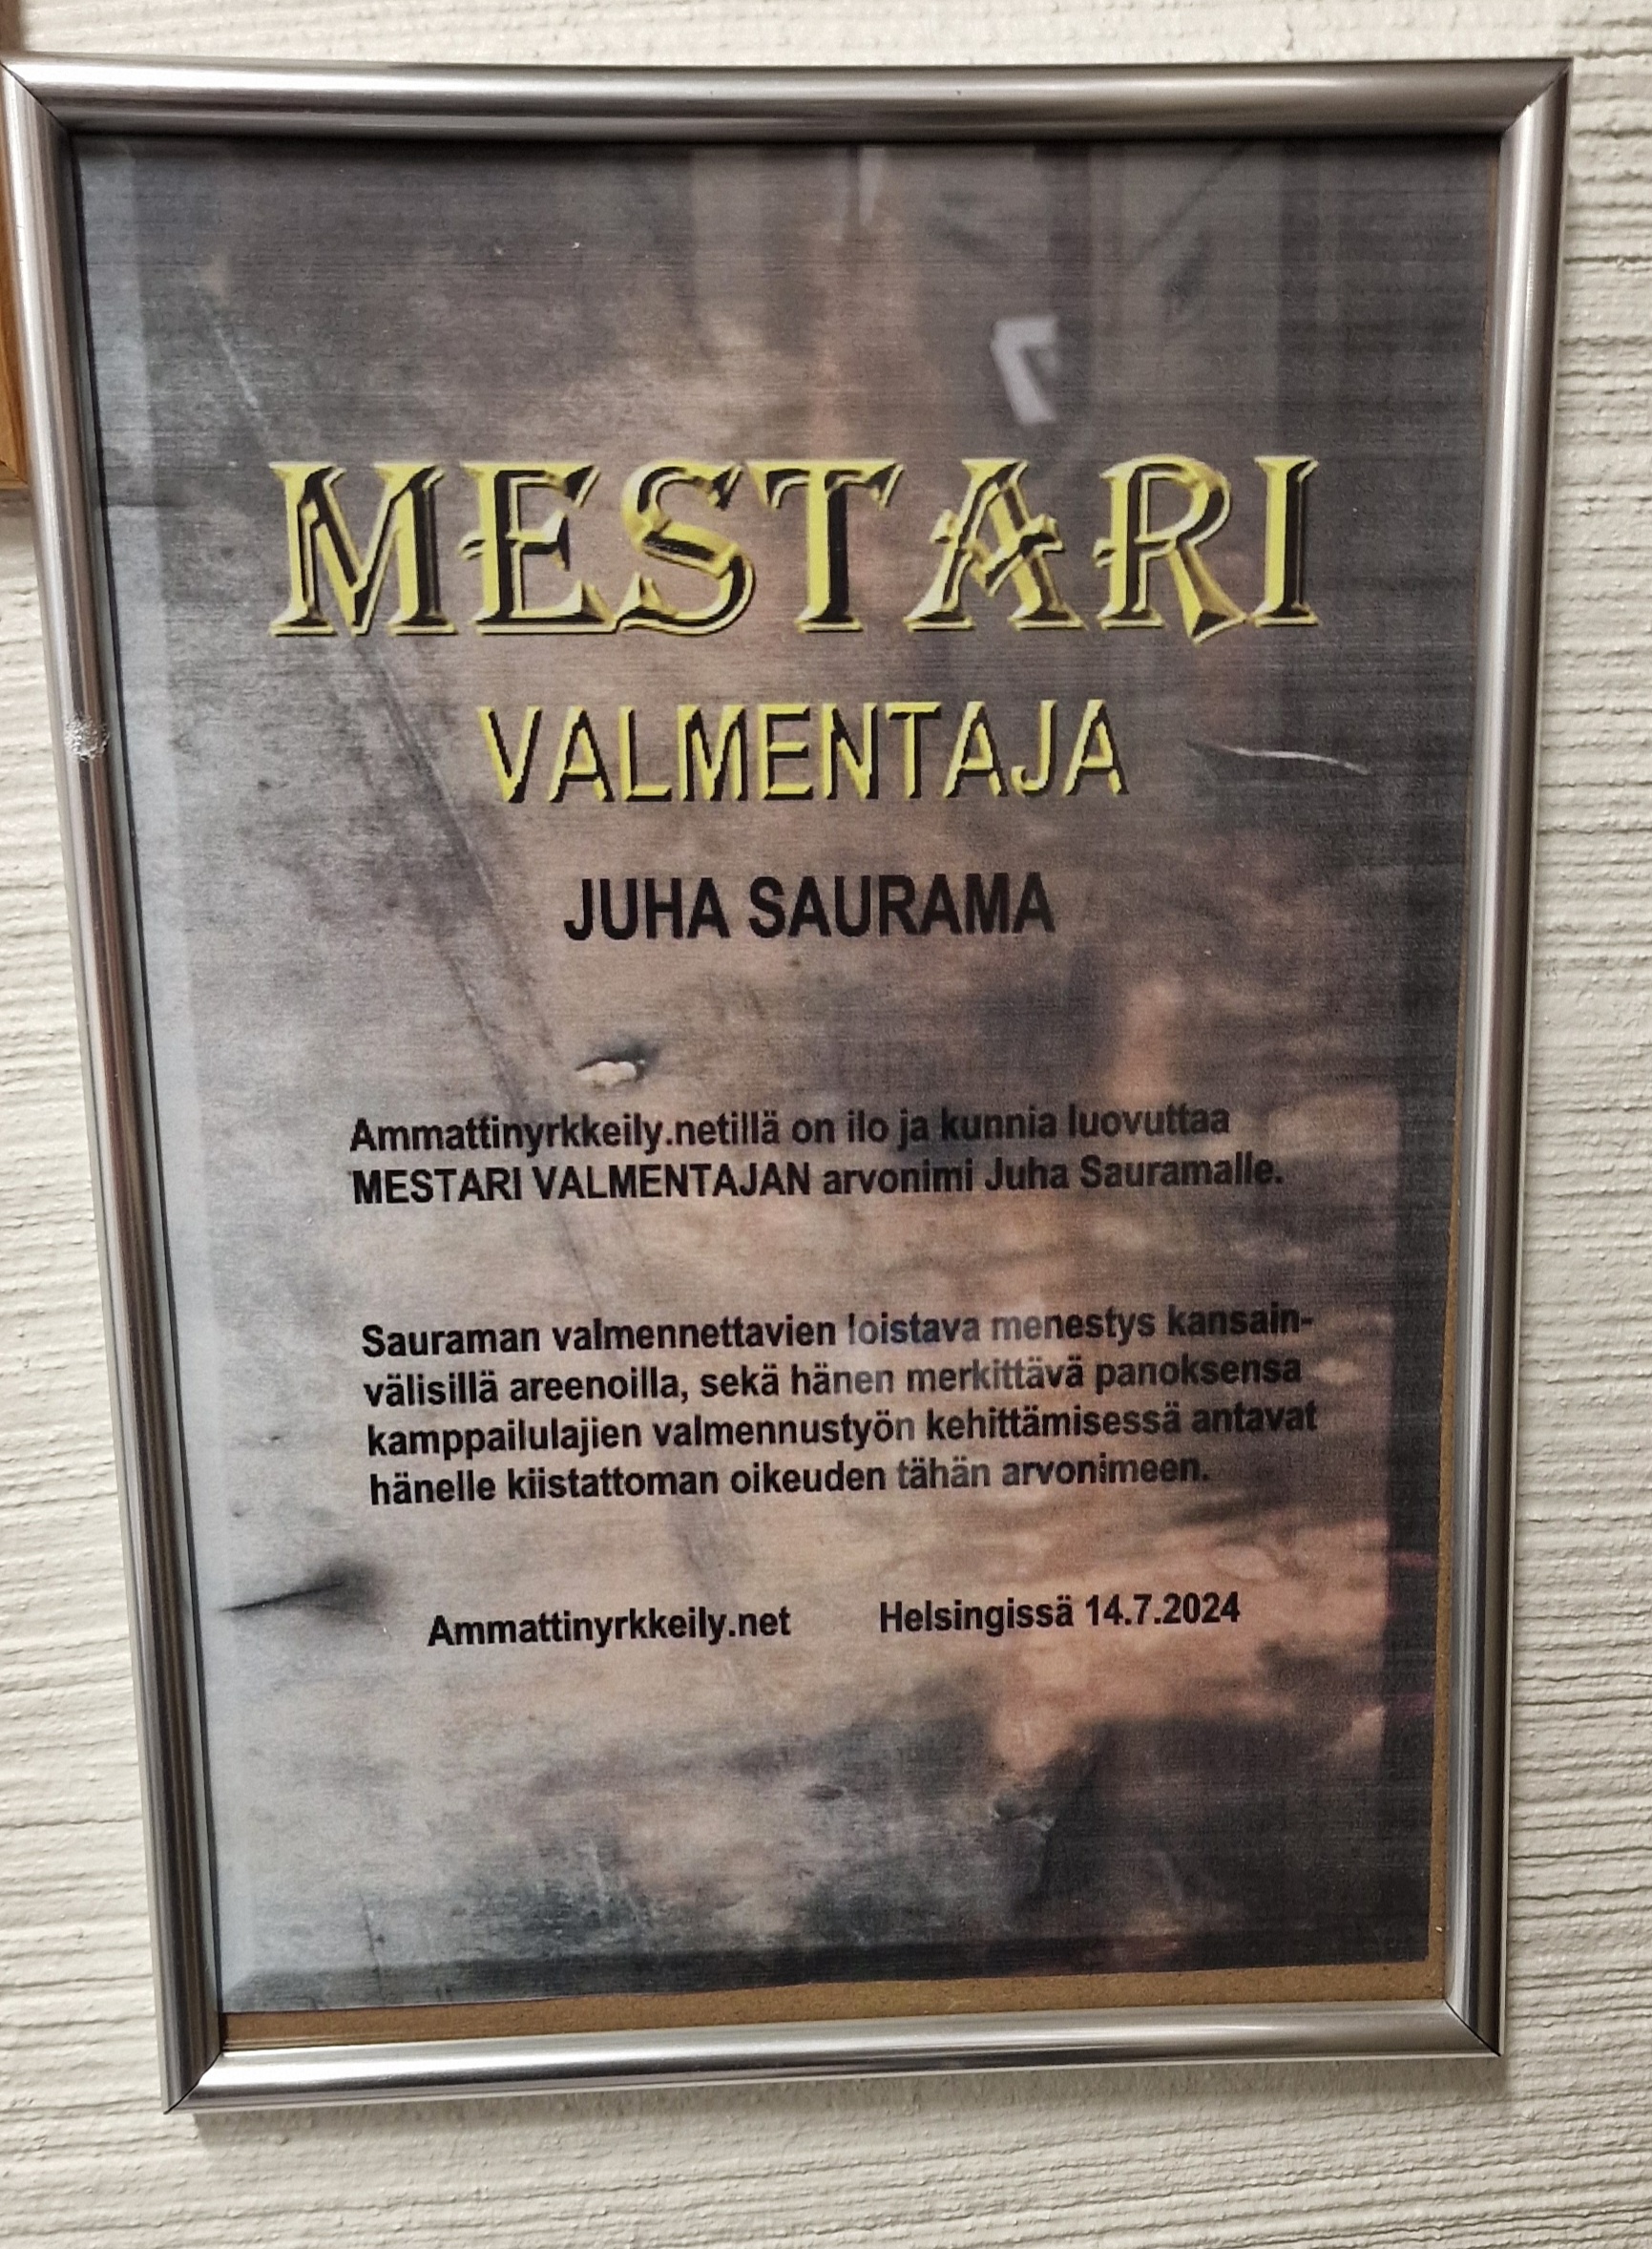 MESTARI
VALMENTAJA
JUHA SAURAMA
Ammattinyrkkeily.netillä on ilo ja kunnia luovuttaa
MESTARI VALMENTAJAN arvonimi Juha Sauramalle.
Sauraman valmennettavien loistava menestys kansain-
välisillä areenoilla, sekä hänen merkittävä panoksensa
kamppailulajien valmennustyön kehittämisessä antavat
hänelle kiistattoman oikeuden tähän arvonimeen.
Ammattinyrkkeily.net Helsingissä 14.7.2024